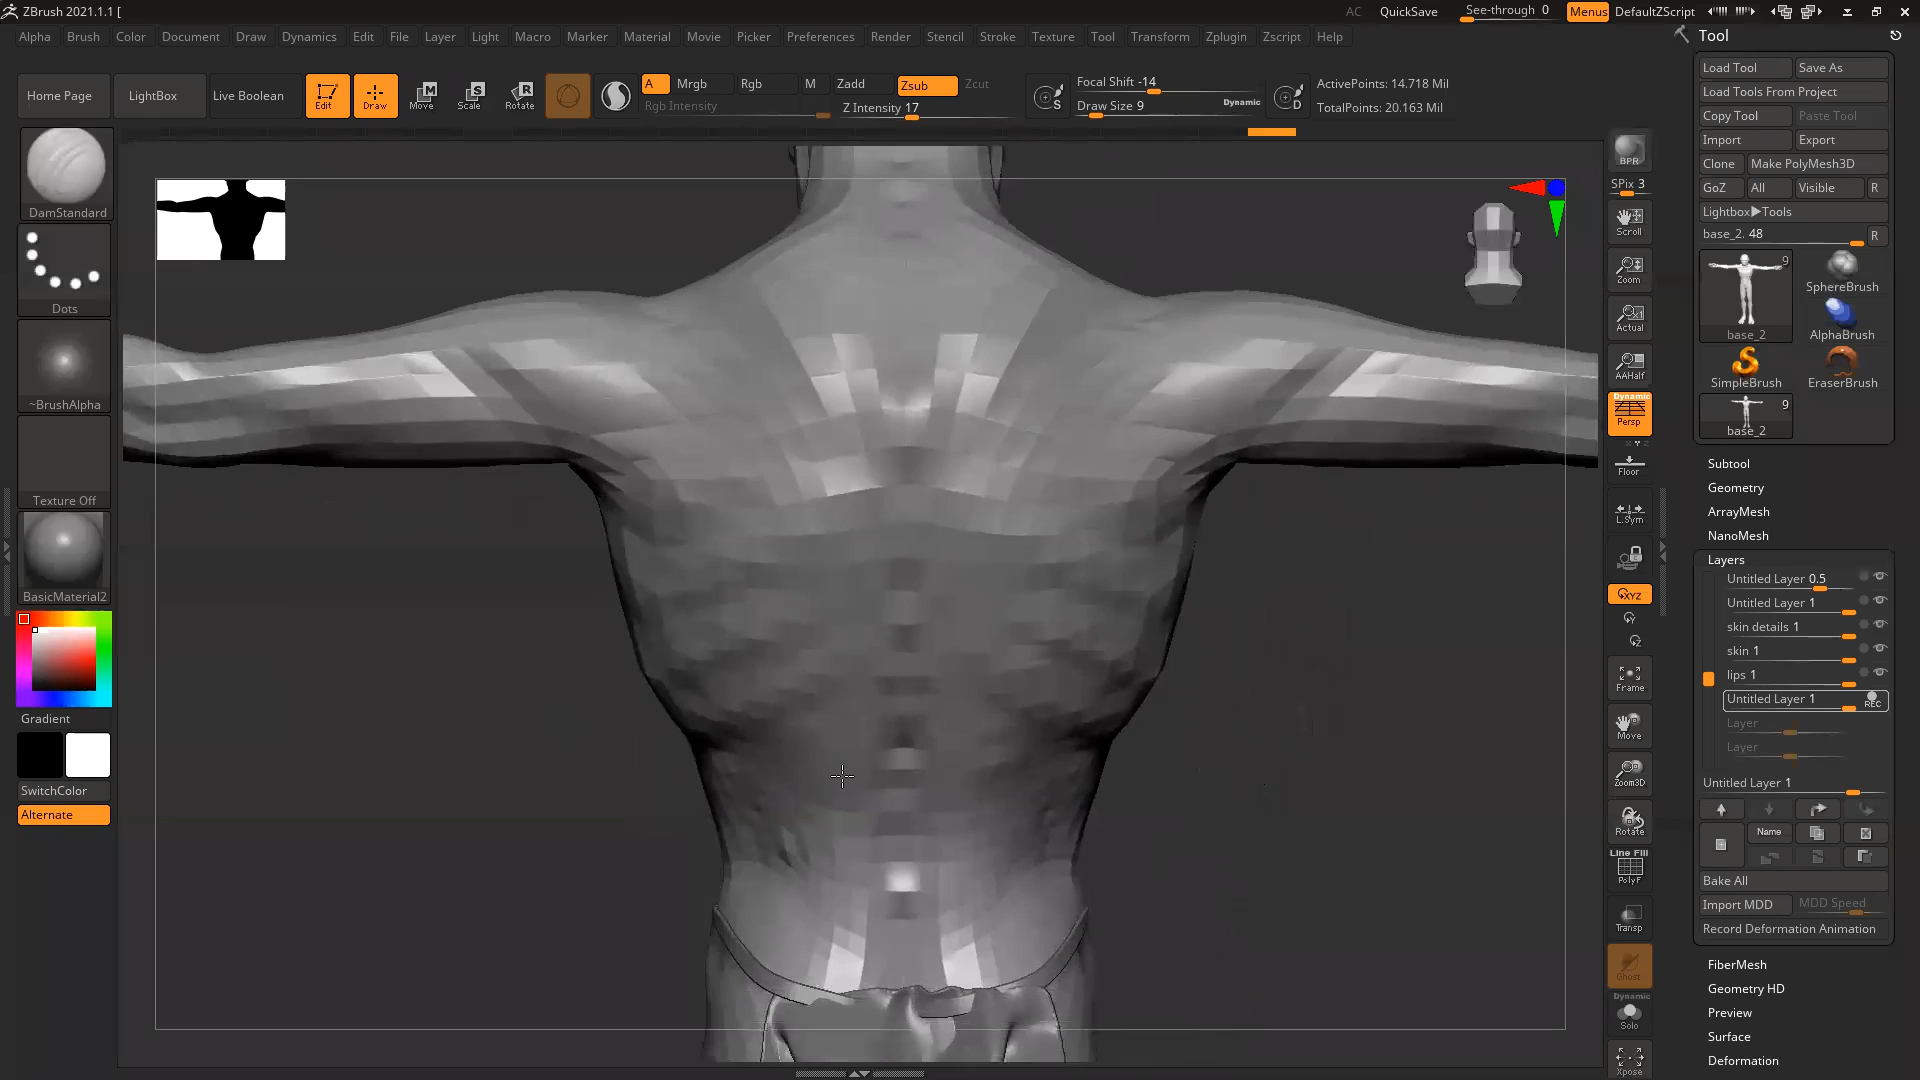 ZBrush 2021.1.1 [
AC QuickSave See-through 0 Menus DefaultZScript
Alpha Brush Color Document Draw Dynamics Edit File Layer Light Macro Marker Material Movie Picker Preferences Render Stencil Stroke Texture Tool Transform Zplugin Zscript Help
Home Page LightBox Live Boolean Edit Draw Move Scale Rotate
A Mrgb Rgb M Zadd Zsub Zcut
Rgb Intensity Z Intensity 17
S Focal Shift -14
Draw Size 9 Dynamic D
ActivePoints: 14.718 Mil
TotalPoints: 20.163 Mil
DamStandard
Dots
~BrushAlpha
Texture Off
BasicMaterial2
Gradient
SwitchColor
Alternate
BPR
SPix 3
Scroll
Zoom
Actual
AAHalf
Dynamic
Persp
Floor
L.Sym
XYZ
Y
Z
Frame
Move
Zoom3D
Rotate
Line Fill
PolyF
Transp
Ghost
Dynamic
Solo
Xpose
Tool
Load Tool Save As
Load Tools From Project
Copy Tool Paste Tool
Import Export
Clone Make PolyMesh3D
GoZ All Visible R
Lightbox▶Tools
base_2. 48 R
9
base_2
SphereBrush
AlphaBrush
SimpleBrush
EraserBrush
9
base_2
Subtool
Geometry
ArrayMesh
NanoMesh
Layers
Untitled Layer 0.5
Untitled Layer 1
skin details 1
skin 1
lips 1
Untitled Layer 1 REC
Layer
Layer
Untitled Layer 1
Name
Bake All
Import MDD MDD Speed
Record Deformation Animation
FiberMesh
Geometry HD
Preview
Surface
Deformation